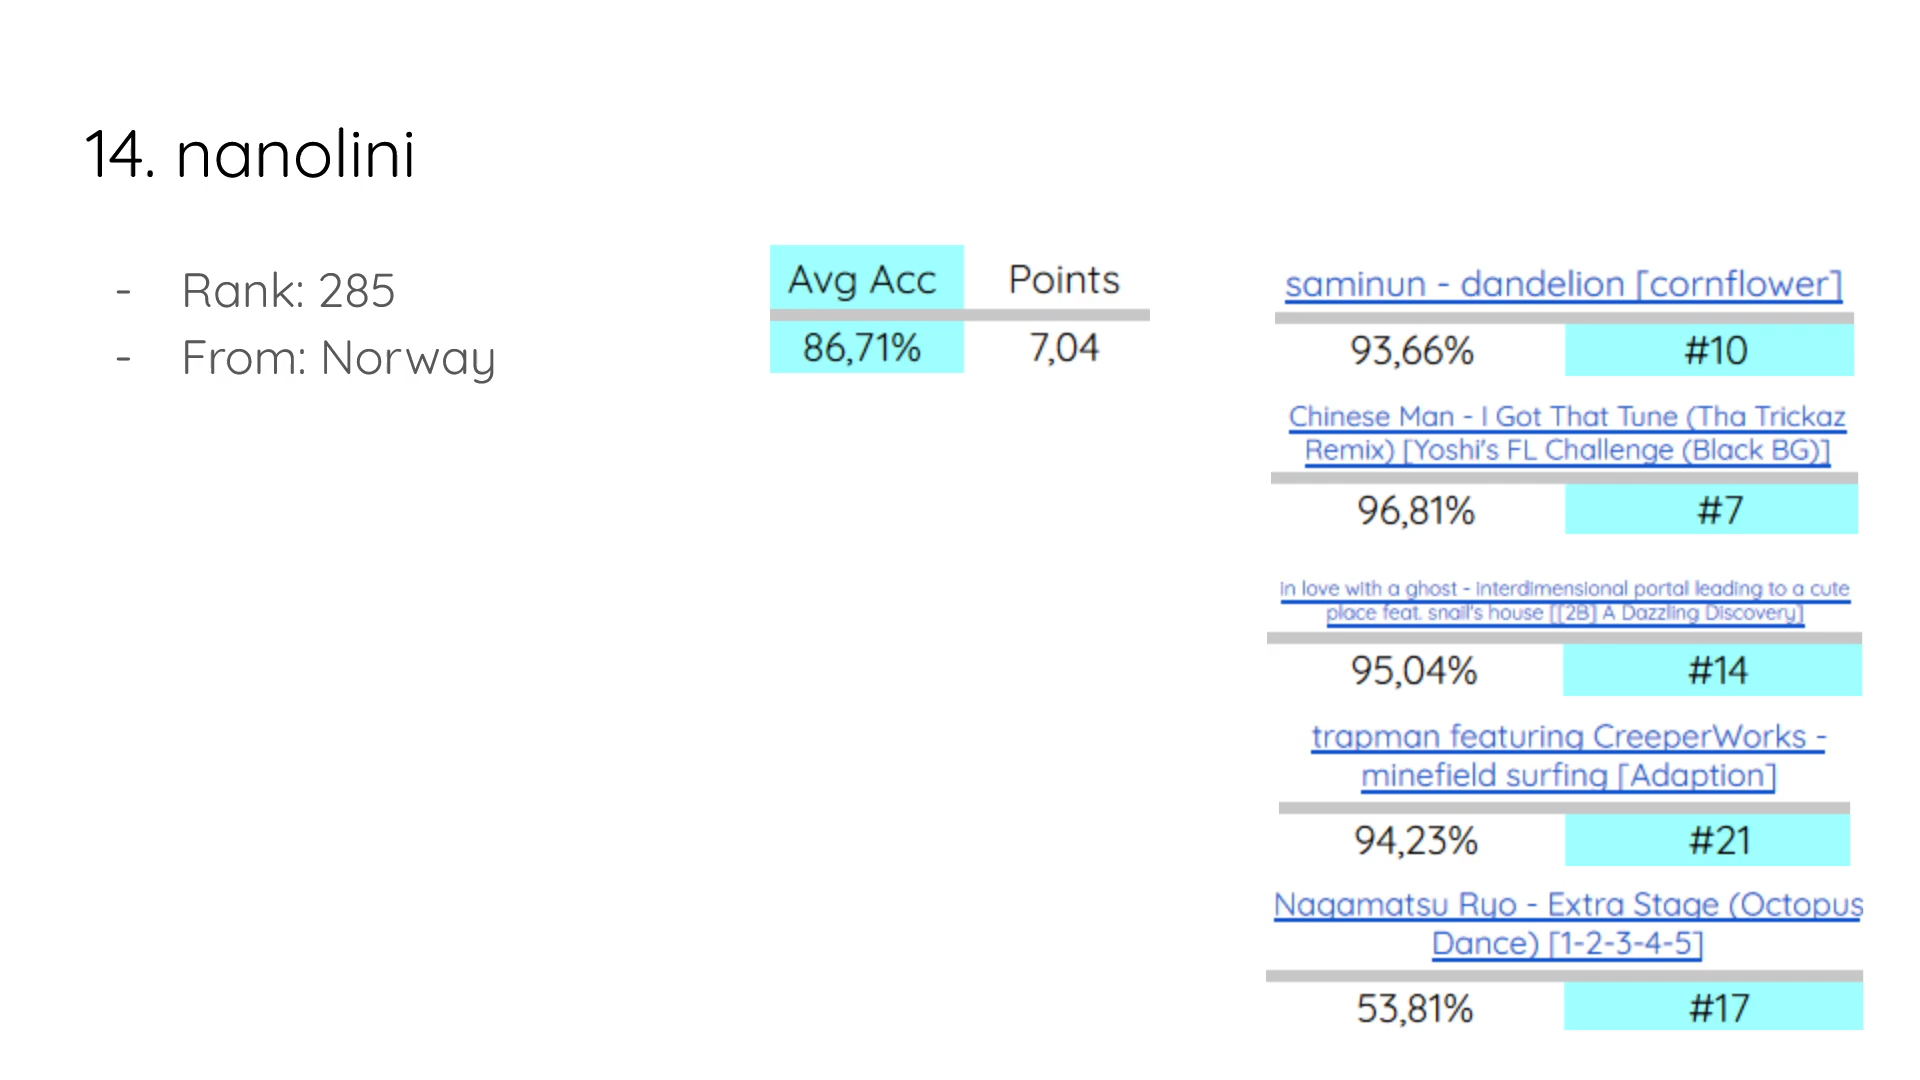 14. nanolini
- Rank: 285
- From: Norway
Avg Acc Points
86,71% 7,04
saminun - dandelion [cornflower]
93,66% #10
Chinese Man - I Got That Tune (Tha Trickaz
Remix) [Yoshi's FL Challenge (Black BG)]
96,81% #7
in love with a ghost - interdimensional portal leading to a cute
place feat. snail's house [[2B] A Dazzling Discovery]
95,04% #14
trapman featuring CreeperWorks -
minefield surfing [Adaption]
94,23% #21
Nagamatsu Ryo - Extra Stage (Octopus
Dance) [1-2-3-4-5]
53,81% #17